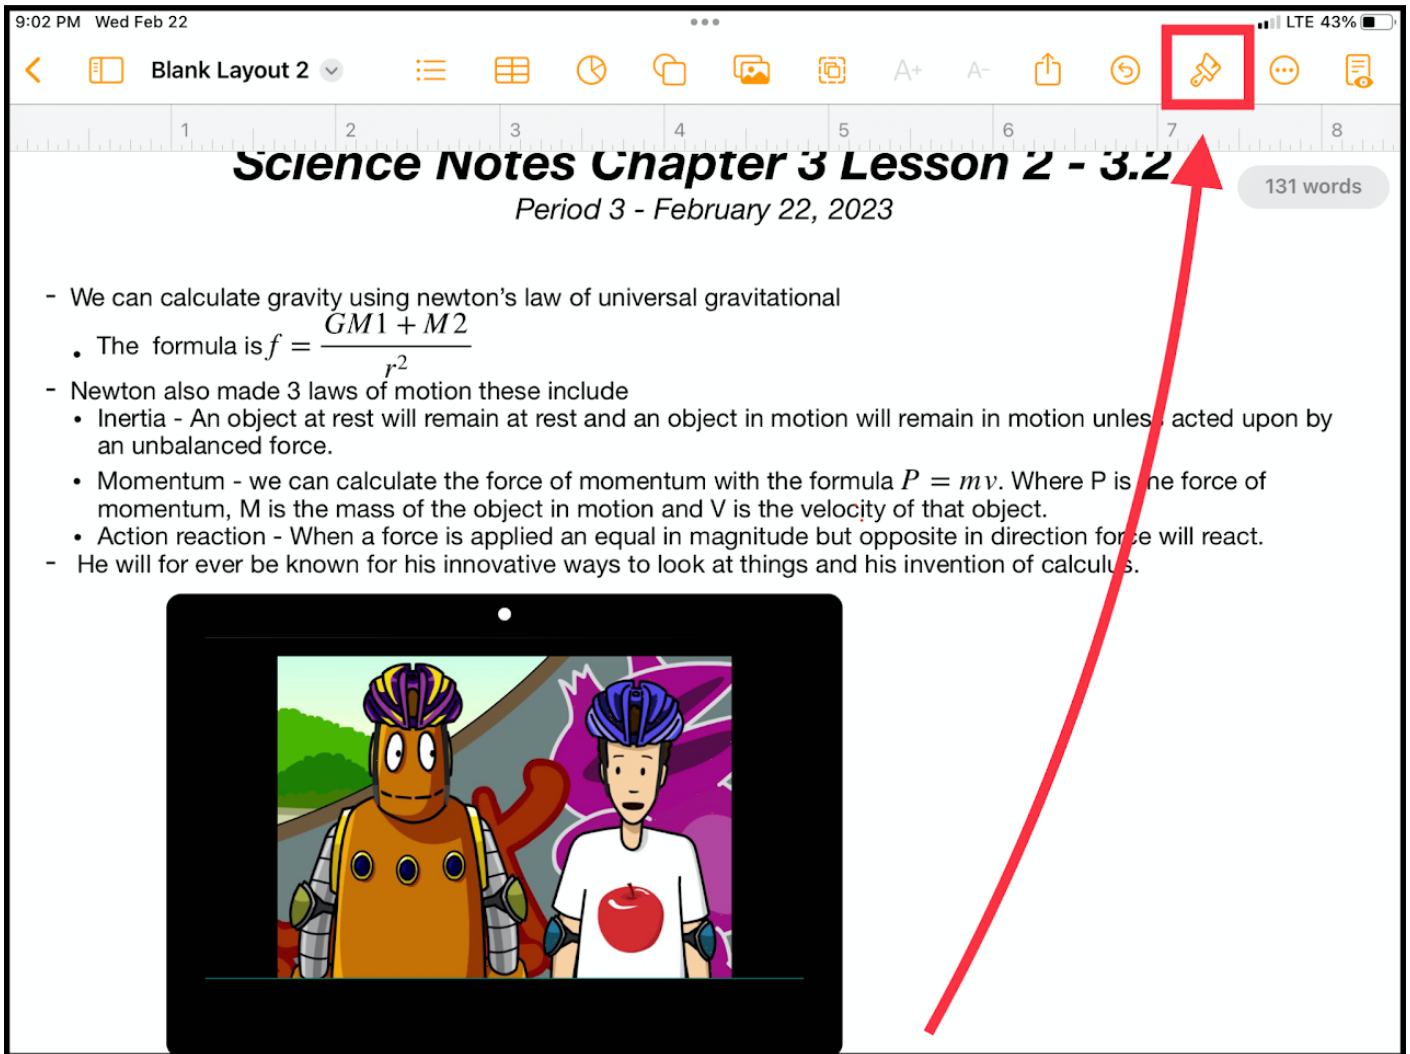 9:02 PM Wed Feb 22
LTE 43%
Blank Layout 2
A+ A-
1 2 3 4 5 6 7 8
Science Notes Chapter 3 Lesson 2 - 3.2
131 words
Period 3 - February 22, 2023
- We can calculate gravity using newton's law of universal gravitational
• The formula is f = GM1 + M2 / r²
- Newton also made 3 laws of motion these include
• Inertia - An object at rest will remain at rest and an object in motion will remain in motion unless acted upon by
an unbalanced force.
• Momentum - we can calculate the force of momentum with the formula P = mv. Where P is the force of
momentum, M is the mass of the object in motion and V is the velocity of that object.
• Action reaction - When a force is applied an equal in magnitude but opposite in direction force will react.
- He will for ever be known for his innovative ways to look at things and his invention of calculus.